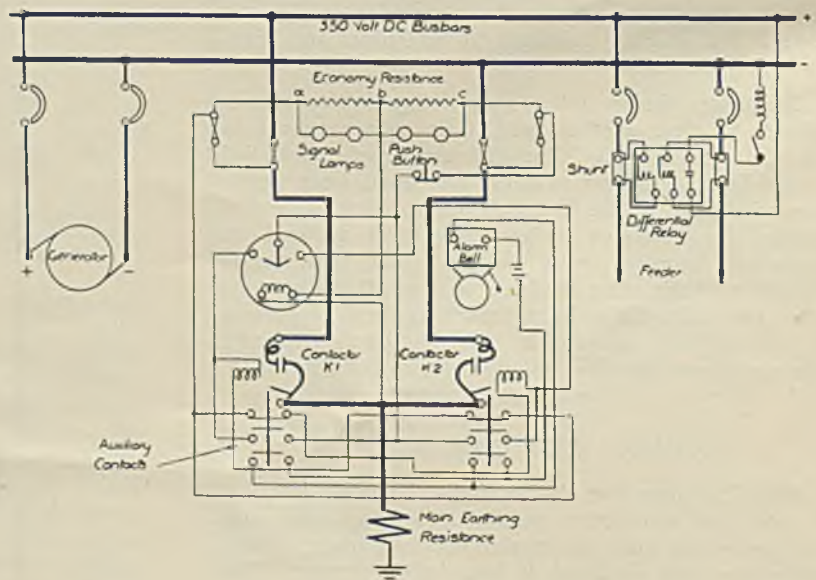 +
550 Volt DC Busbars
-
Economy Resistance
a
b
c
Signal
Lamps
Push
Button
Shunt
Differential
Relay
Generator
+
-
Alarm
Bell
Feeder
Contactor
K1
Contactor
K2
Auxiliary
Contacts
Main Earthing
Resistance